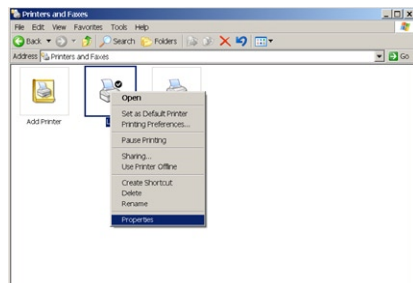 Printers and Faxes
File Edit View Favorites Tools Help
Back Search Folders
Address Printers and Faxes Go
Add Printer
Open
Set as Default Printer
Printing Preferences...
Pause Printing
Sharing...
Use Printer Offline
Create Shortcut
Delete
Rename
Properties